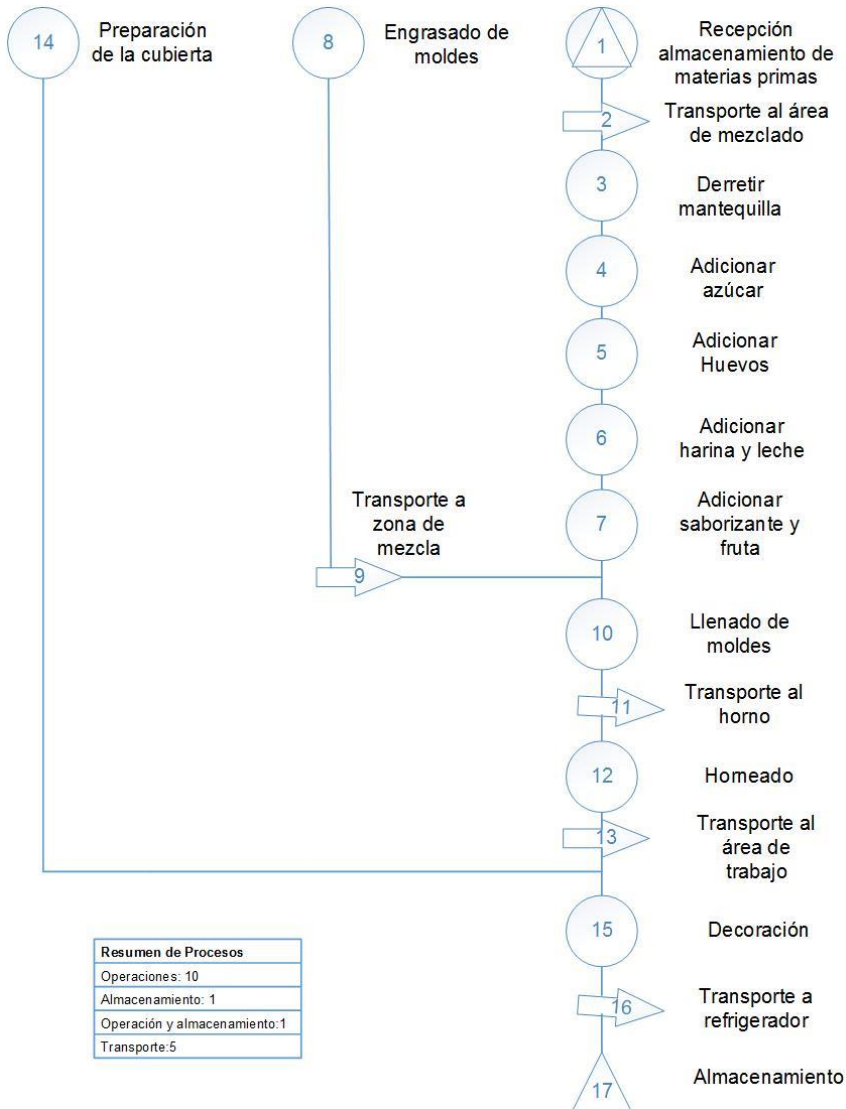 14
Preparación
de la cubierta
8
Engrasado de
moldes
1
Recepción
almacenamiento de
materias primas
2
Transporte al área
de mezclado
3
Derretir
mantequilla
4
Adicionar
azúcar
5
Adicionar
Huevos
6
Adicionar
harina y leche
7
Adicionar
saborizante y
fruta
Transporte a
zona de
mezcla
9
10
Llenado de
moldes
11
Transporte al
horno
12
Horneado
13
Transporte al
área de
trabajo
15
Decoración
16
Transporte a
refrigerador
17
Almacenamiento
Resumen de Procesos
Operaciones: 10
Almacenamiento: 1
Operación y almacenamiento:1
Transporte:5